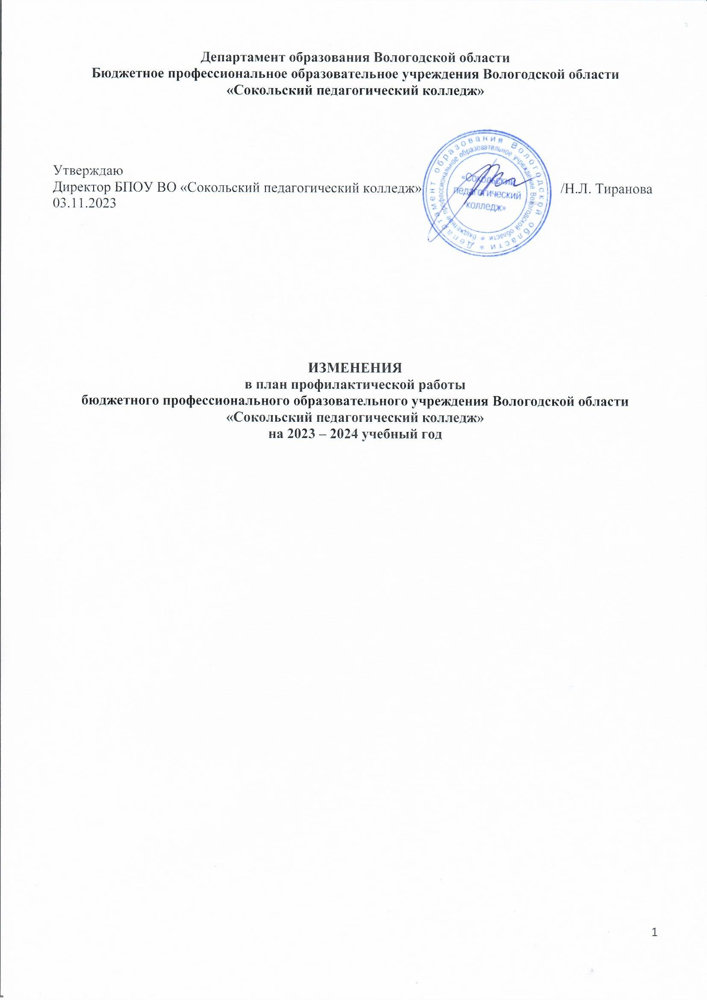 Департамент образования Вологодской области
Бюджетное профессиональное образовательное учреждения Вологодской области
«Сокольский педагогический колледж»
Утверждаю
Директор БПОУ ВО «Сокольский педагогический колледж» /Н.Л. Тиранова
03.11.2023
Департамент образования Вологодской области *
бюджетное профессиональное образовательное учреждение Вологодской области *
«Сокольский
педагогический
колледж»
ИЗМЕНЕНИЯ
в план профилактической работы
бюджетного профессионального образовательного учреждения Вологодской области
«Сокольский педагогический колледж»
на 2023 – 2024 учебный год
1